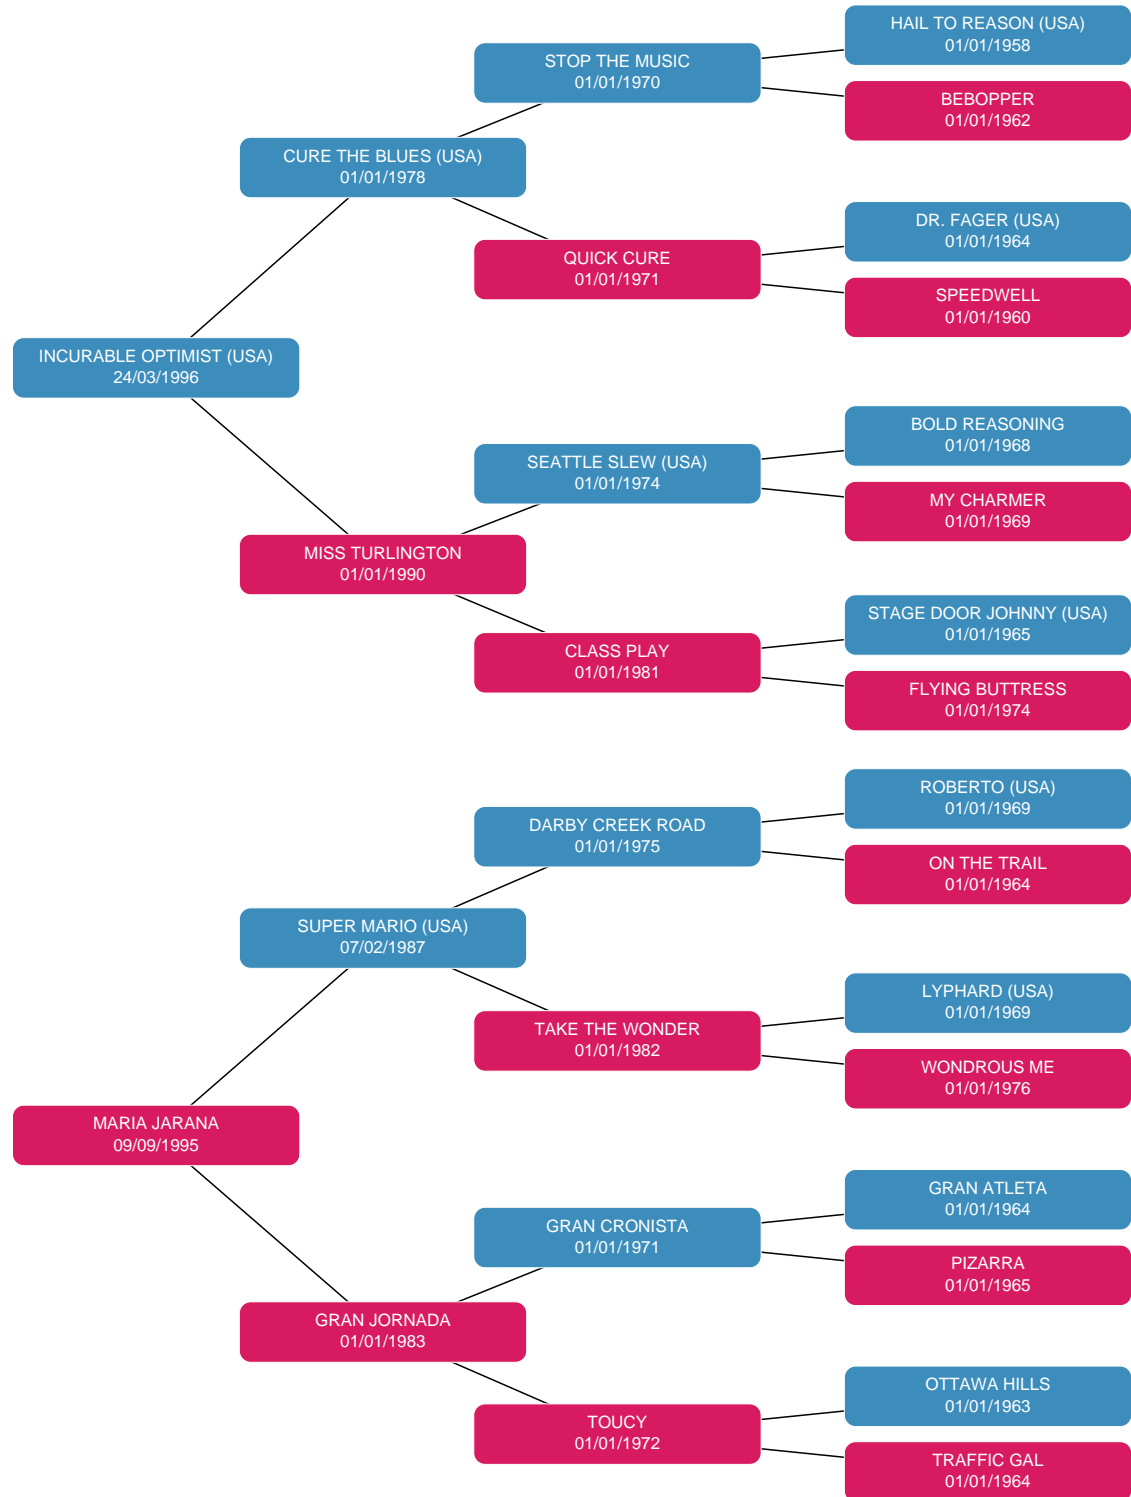 HAIL TO REASON (USA)
01/01/1958
STOP THE MUSIC
01/01/1970
BEBOPPER
01/01/1962
CURE THE BLUES (USA)
01/01/1978
DR. FAGER (USA)
01/01/1964
QUICK CURE
01/01/1971
SPEEDWELL
01/01/1960
INCURABLE OPTIMIST (USA)
24/03/1996
BOLD REASONING
01/01/1968
SEATTLE SLEW (USA)
01/01/1974
MY CHARMER
01/01/1969
MISS TURLINGTON
01/01/1990
STAGE DOOR JOHNNY (USA)
01/01/1965
CLASS PLAY
01/01/1981
FLYING BUTTRESS
01/01/1974
ROBERTO (USA)
01/01/1969
DARBY CREEK ROAD
01/01/1975
ON THE TRAIL
01/01/1964
SUPER MARIO (USA)
07/02/1987
LYPHARD (USA)
01/01/1969
TAKE THE WONDER
01/01/1982
WONDROUS ME
01/01/1976
MARIA JARANA
09/09/1995
GRAN ATLETA
01/01/1964
GRAN CRONISTA
01/01/1971
PIZARRA
01/01/1965
GRAN JORNADA
01/01/1983
OTTAWA HILLS
01/01/1963
TOUCY
01/01/1972
TRAFFIC GAL
01/01/1964